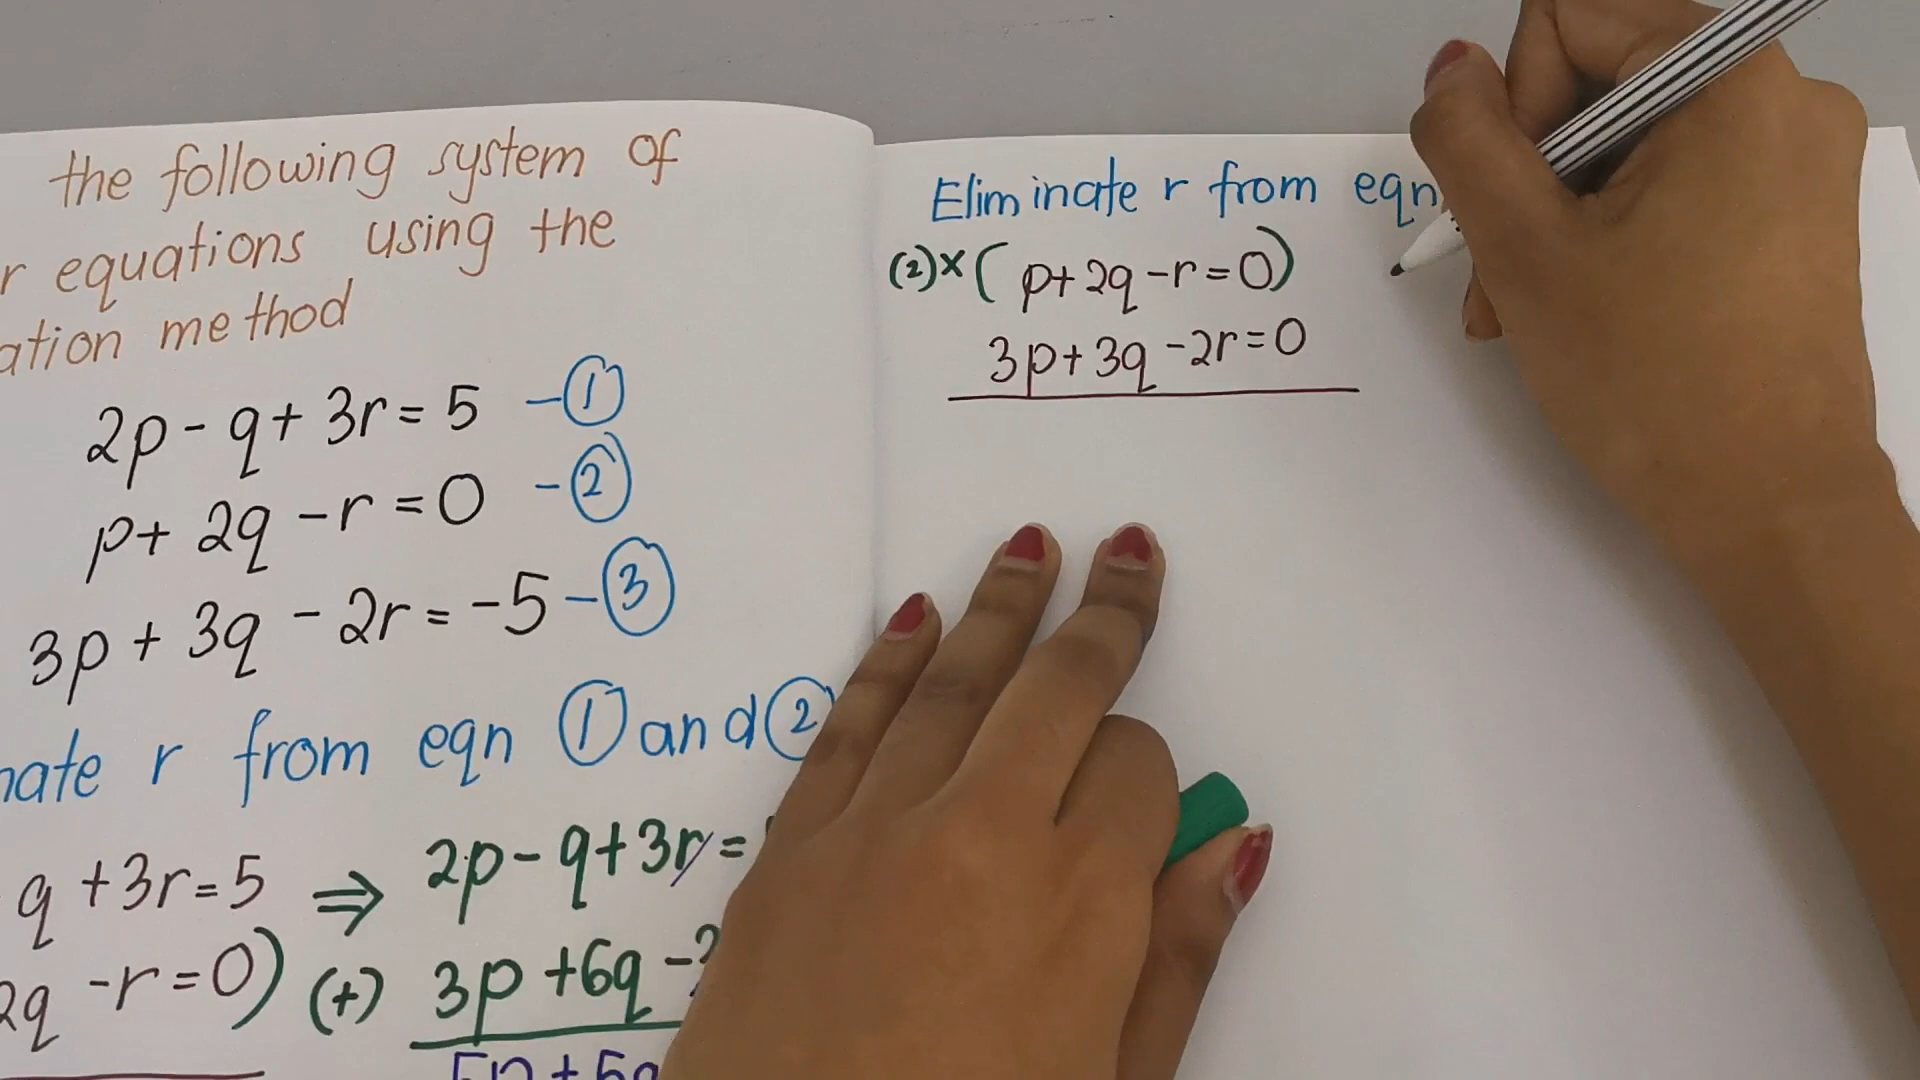 the following system of
r equations using the
ation method
2p - q + 3r = 5 - ①
p + 2q - r = 0 - ②
3p + 3q - 2r = -5 - ③
nate r from eqn ① and ②
q + 3r = 5 ⇒ 2p - q + 3r =
2q - r = 0) (+) 3p + 6q -
5p + 5q
Eliminate r from eqn
(2)×( p + 2q - r = 0)
3p + 3q - 2r = 0